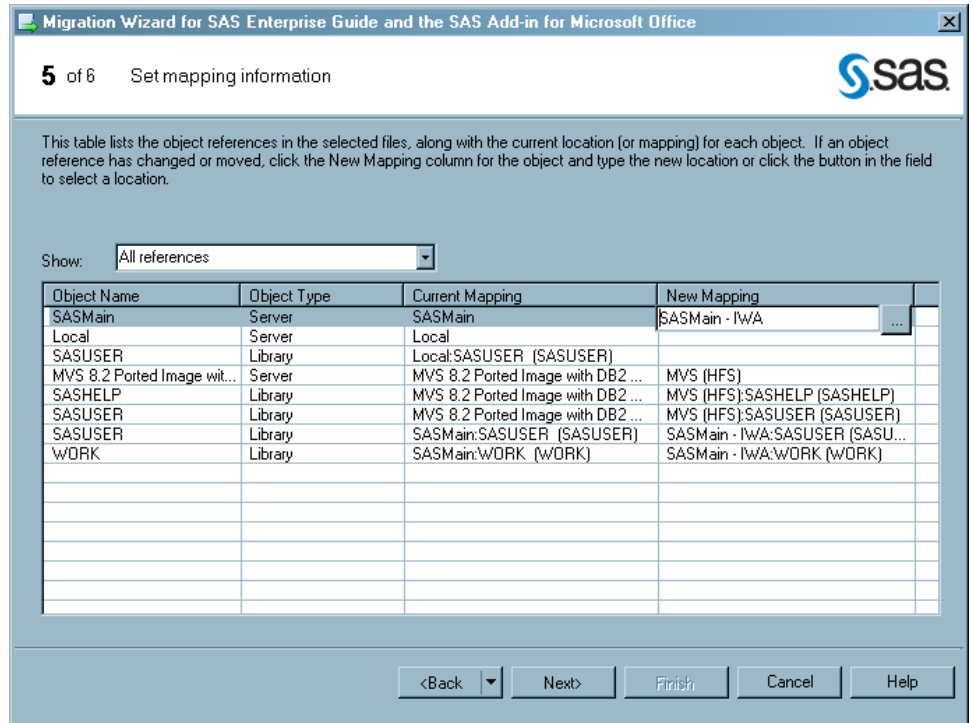 Migration Wizard for SAS Enterprise Guide and the SAS Add-in for Microsoft Office
5 of 6 Set mapping information
sas
This table lists the object references in the selected files, along with the current location (or mapping) for each object. If an object
reference has changed or moved, click the New Mapping column for the object and type the new location or click the button in the field
to select a location.
Show: All references
Object Name Object Type Current Mapping New Mapping
SASMain Server SASMain SASMain - IWA ...
Local Server Local
SASUSER Library Local:SASUSER (SASUSER)
MVS 8.2 Ported Image wit... Server MVS 8.2 Ported Image with DB2 ... MVS (HFS)
SASHELP Library MVS 8.2 Ported Image with DB2 ... MVS (HFS):SASHELP (SASHELP)
SASUSER Library MVS 8.2 Ported Image with DB2 ... MVS (HFS):SASUSER (SASUSER)
SASUSER Library SASMain:SASUSER (SASUSER) SASMain - IWA:SASUSER (SASU...
WORK Library SASMain:WORK (WORK) SASMain - IWA:WORK (WORK)
<Back Next> Finish Cancel Help